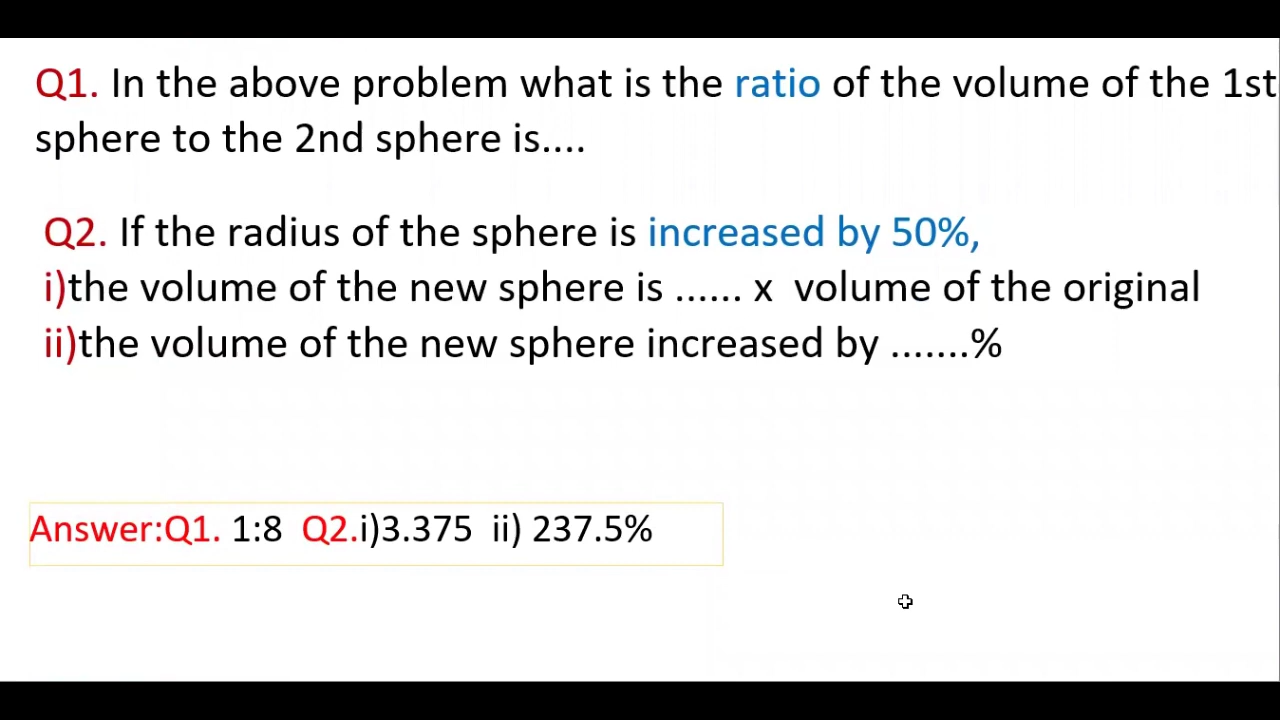 Q1. In the above problem what is the ratio of the volume of the 1st
sphere to the 2nd sphere is....
Q2. If the radius of the sphere is increased by 50%,
i)the volume of the new sphere is ...... x volume of the original
ii)the volume of the new sphere increased by .......%
Answer:Q1. 1:8 Q2.i)3.375 ii) 237.5%